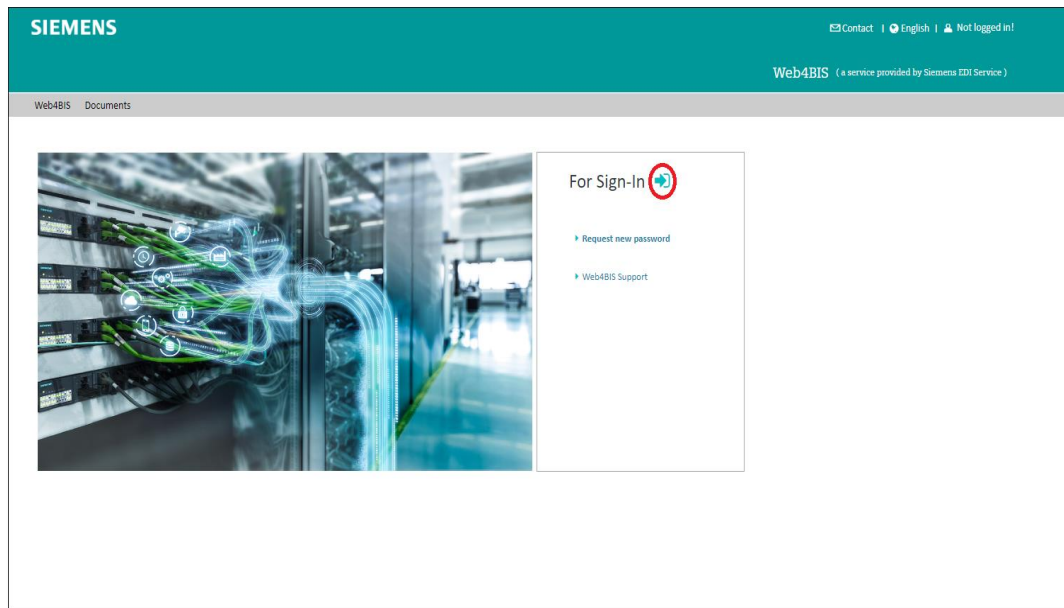 SIEMENS
Contact | English | Not logged in!
Web4BIS ( a service provided by Siemens EDI Service )
Web4BIS Documents
For Sign-In
Request new password
Web4BIS Support